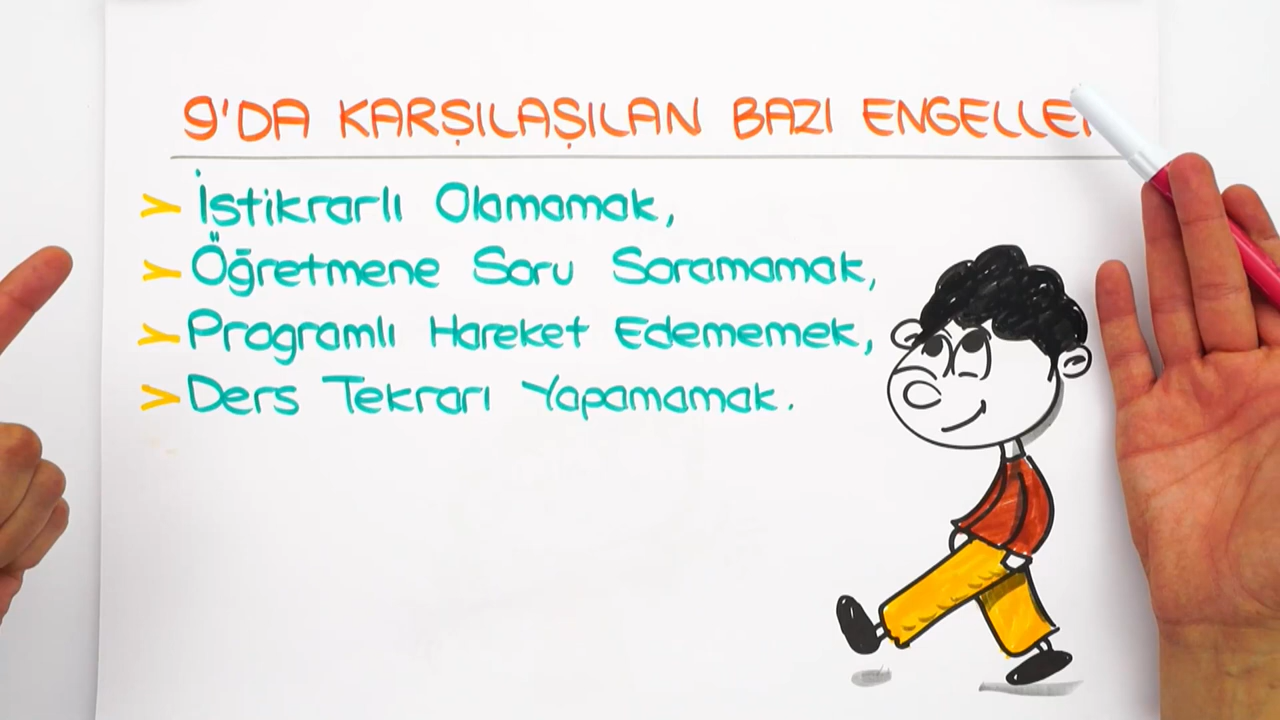 9'DA KARŞILAŞILAN BAZI ENGELLER
> İstikrarlı Olamamak,
> Öğretmene Soru Soramamak,
> Programlı Hareket Edememek,
> Ders Tekrarı Yapamamak.